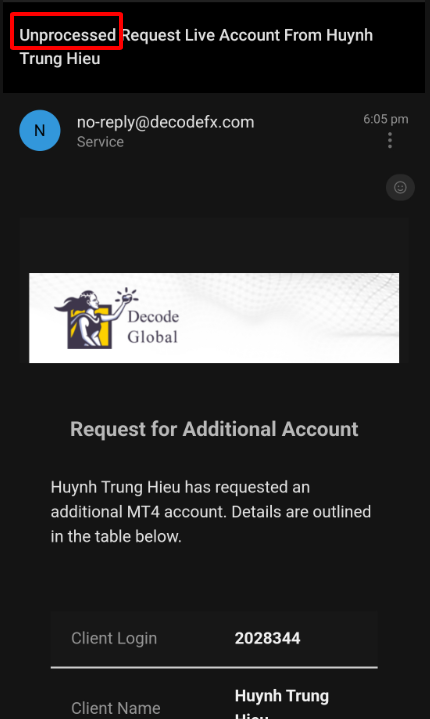 Unprocessed Request Live Account From Huynh
Trung Hieu
N
no-reply@decodefx.com
6:05 pm
Service
Decode
Global
Request for Additional Account
Huynh Trung Hieu has requested an
additional MT4 account. Details are outlined
in the table below.
Client Login 2028344
Client Name Huynh Trung
Hieu